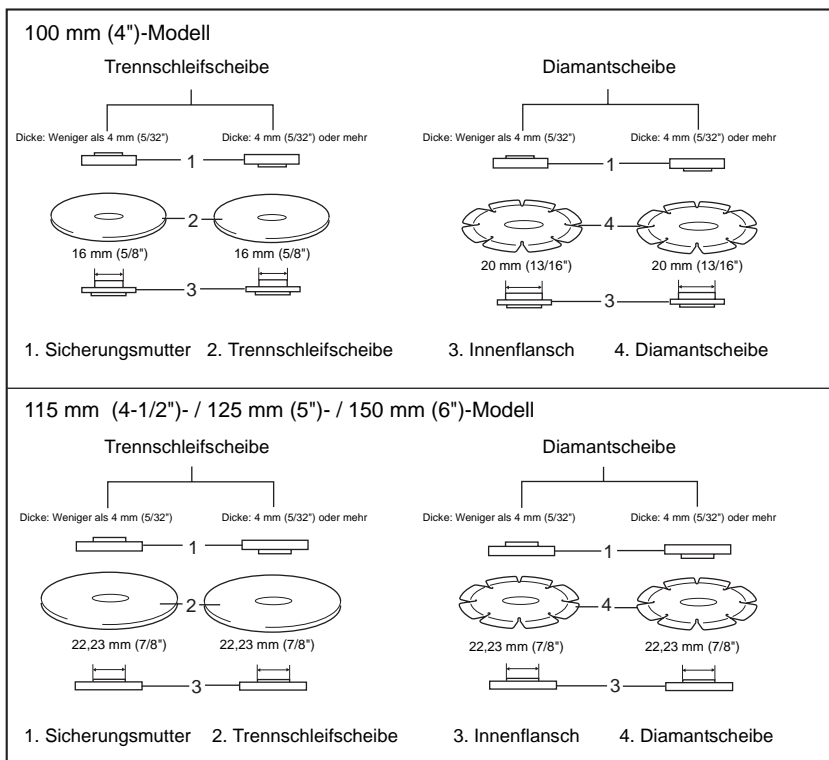 100 mm (4")-Modell
Trennschleifscheibe
Diamantscheibe
Dicke: Weniger als 4 mm (5/32")
Dicke: 4 mm (5/32") oder mehr
Dicke: Weniger als 4 mm (5/32")
Dicke: 4 mm (5/32") oder mehr
1
1
2
4
16 mm (5/8")
16 mm (5/8")
20 mm (13/16")
20 mm (13/16")
3
3
1. Sicherungsmutter 2. Trennschleifscheibe 3. Innenflansch 4. Diamantscheibe
115 mm (4-1/2")- / 125 mm (5")- / 150 mm (6")-Modell
Trennschleifscheibe
Diamantscheibe
Dicke: Weniger als 4 mm (5/32")
Dicke: 4 mm (5/32") oder mehr
Dicke: Weniger als 4 mm (5/32")
Dicke: 4 mm (5/32") oder mehr
1
1
2
4
22,23 mm (7/8")
22,23 mm (7/8")
22,23 mm (7/8")
22,23 mm (7/8")
3
3
1. Sicherungsmutter 2. Trennschleifscheibe 3. Innenflansch 4. Diamantscheibe